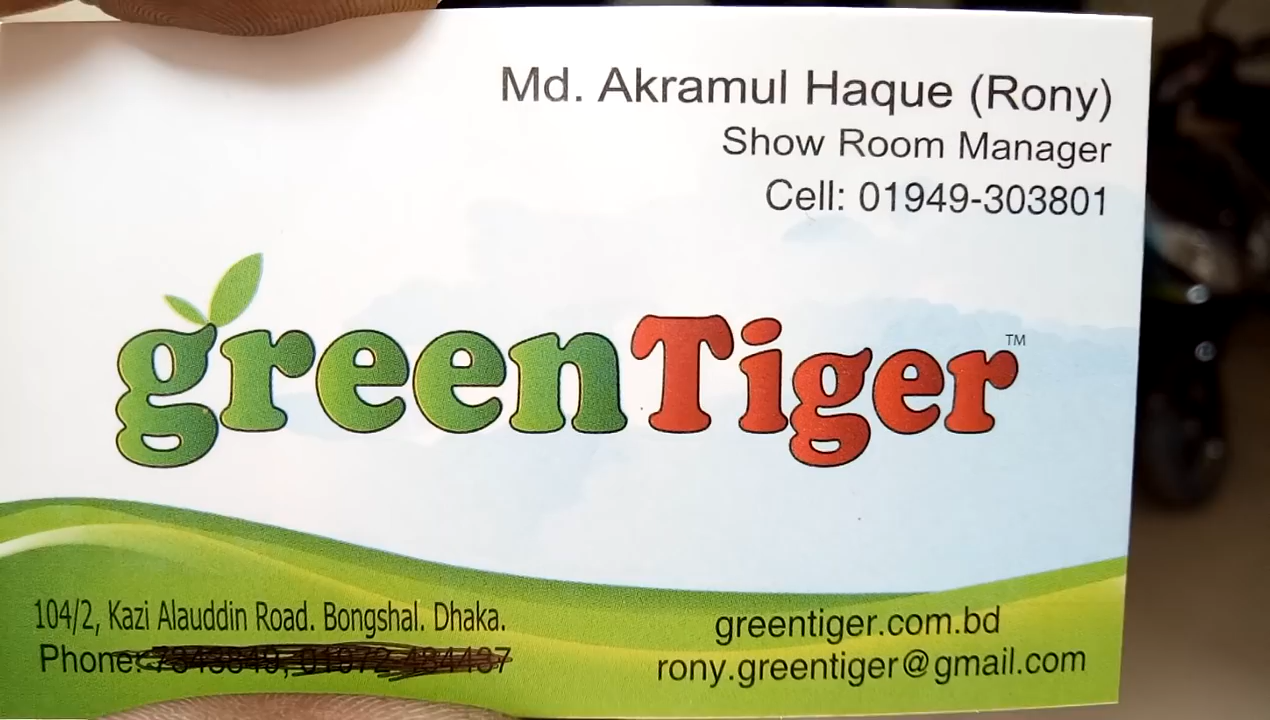 Md. Akramul Haque (Rony)
Show Room Manager
Cell: 01949-303801
greenTiger™
104/2, Kazi Alauddin Road. Bongshal. Dhaka.
Phone:
greentiger.com.bd
rony.greentiger@gmail.com